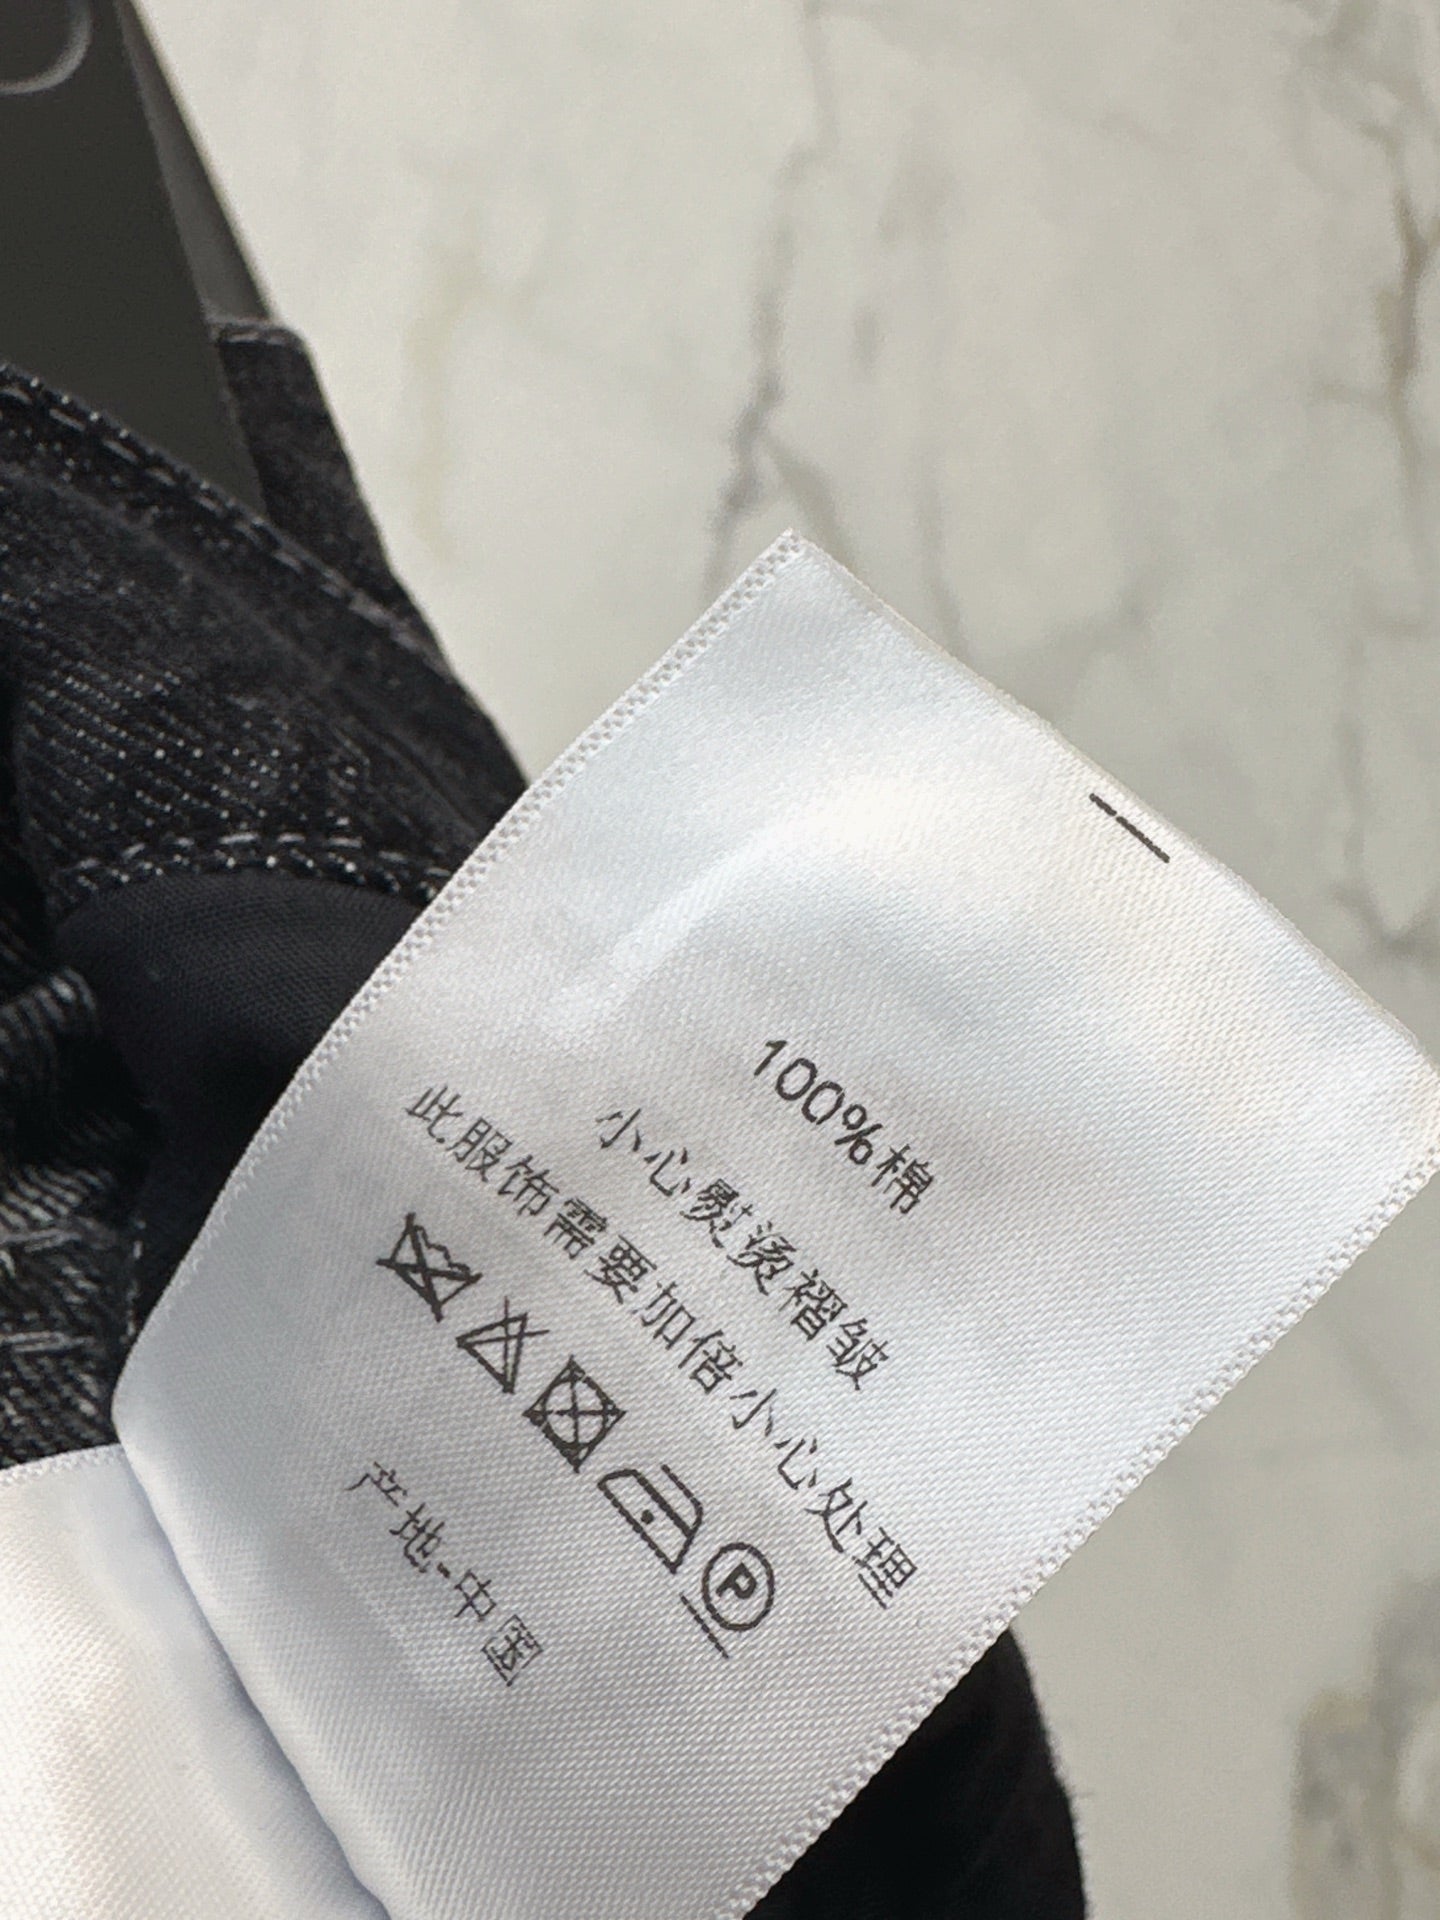 100%棉
小心熨烫褶皱
此服饰需要加倍小心处理
P
产地-中国